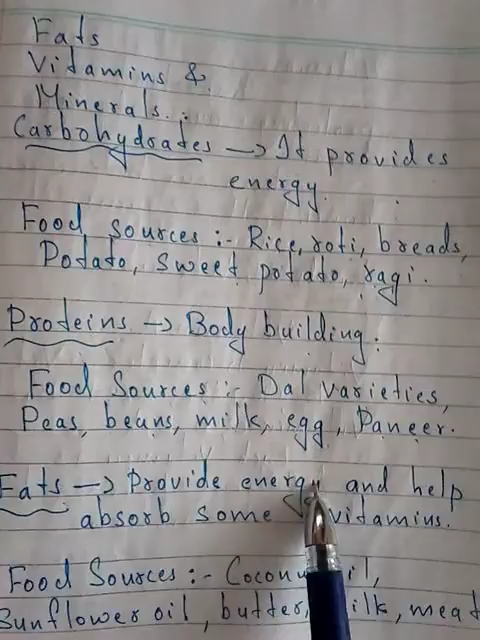 Fats
Vitamins &
Minerals.
Carbohydrates → It provides
energy.
Food sources :- Rice, roti, breads,
Potato, sweet potato, ragi.
Proteins → Body building.
Food Sources :- Dal varieties,
Peas, beans, milk, egg, Paneer.
Fats → Provide energy and help
absorb some vitamins.
Food Sources :-
Sunflower oil, butter, meat